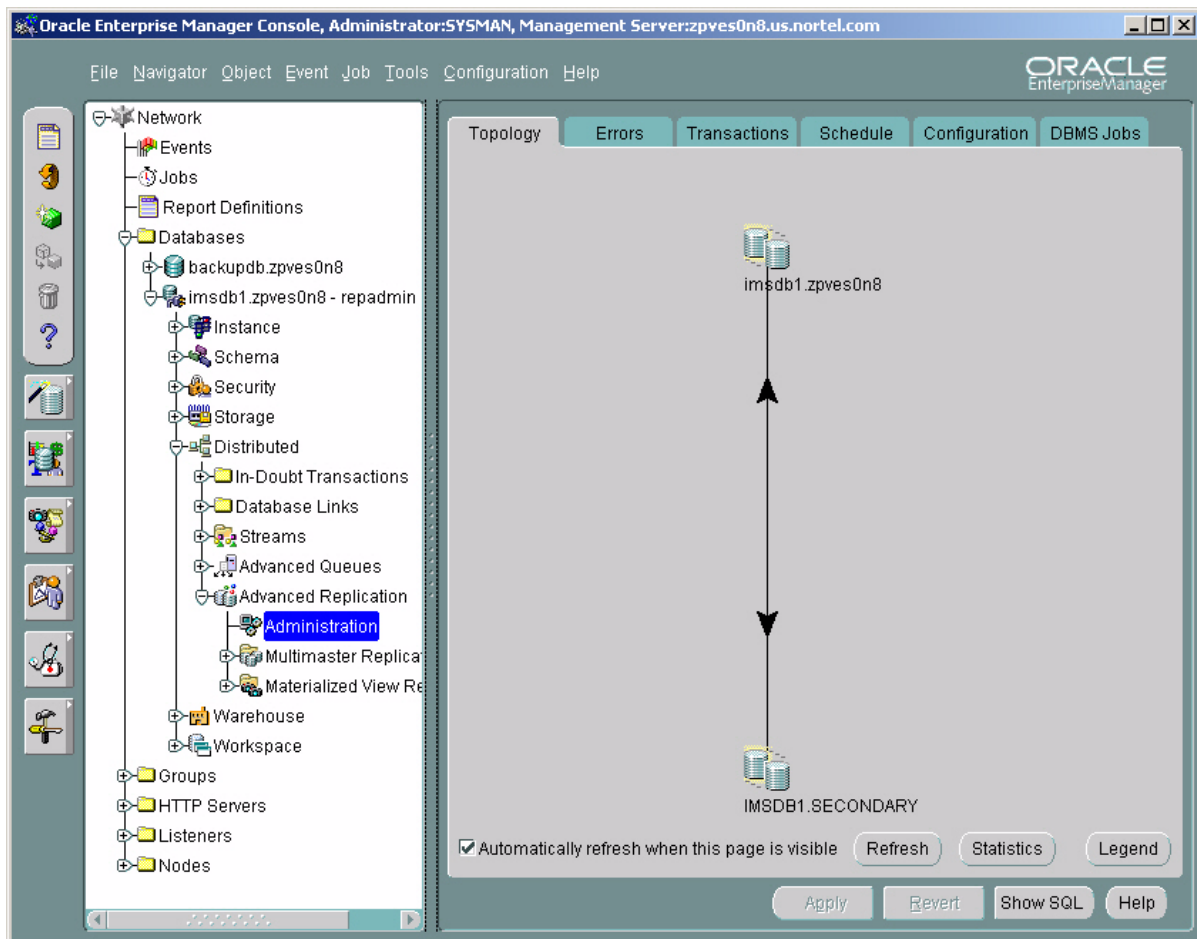 Oracle Enterprise Manager Console, Administrator:SYSMAN, Management Server:zpves0n8.us.nortel.com
File Navigator Object Event Job Tools Configuration Help
ORACLE
EnterpriseManager
Network
Events
Jobs
Report Definitions
Databases
backupdb.zpves0n8
imsdb1.zpves0n8 - repadmin
Instance
Schema
Security
Storage
Distributed
In-Doubt Transactions
Database Links
Streams
Advanced Queues
Advanced Replication
Administration
Multimaster Replica
Materialized View Re
Warehouse
Workspace
Groups
HTTP Servers
Listeners
Nodes
Topology Errors Transactions Schedule Configuration DBMS Jobs
imsdb1.zpves0n8
IMSDB1.SECONDARY
Automatically refresh when this page is visible Refresh Statistics Legend
Apply Revert Show SQL Help